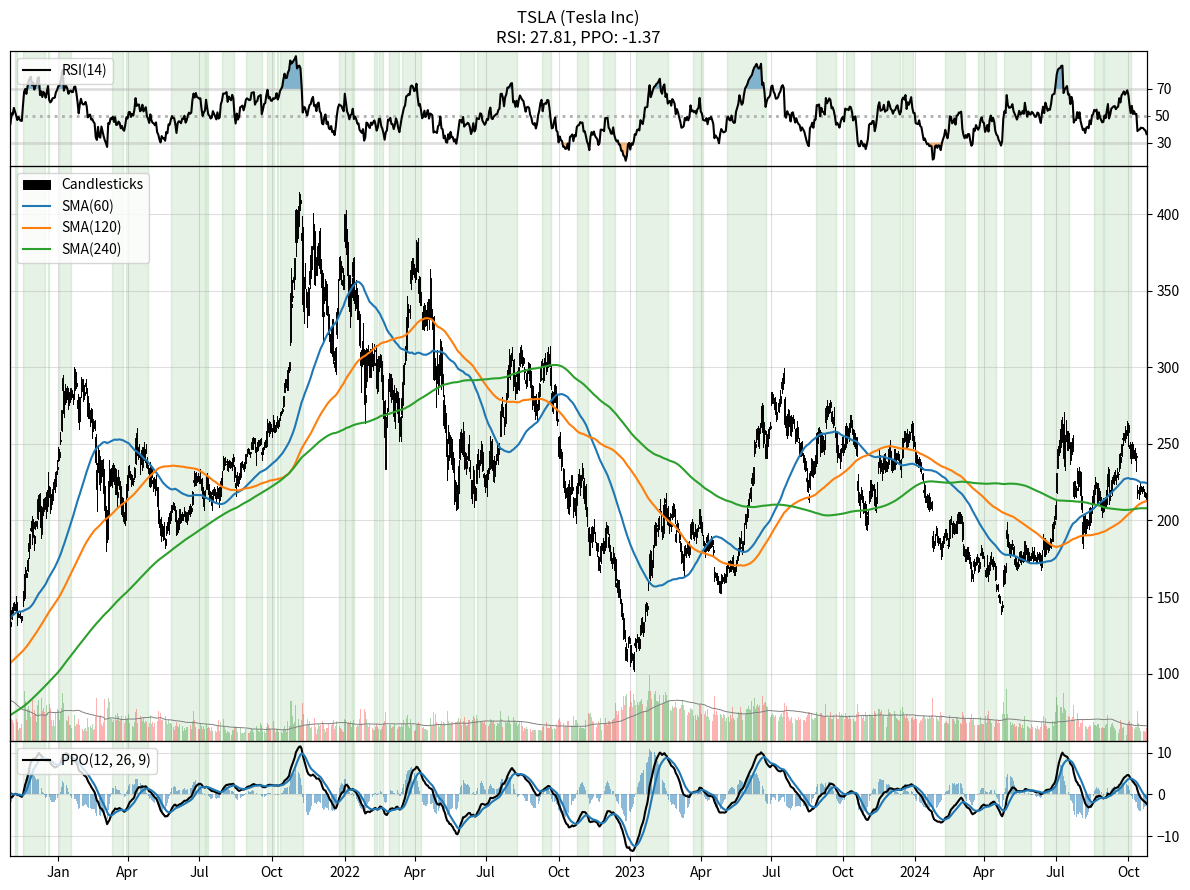 TSLA (Tesla Inc)
RSI: 27.81, PPO: -1.37
RSI(14)
70
50
30
Candlesticks
SMA(60)
SMA(120)
SMA(240)
400
350
300
250
200
150
100
PPO(12, 26, 9)
10
0
−10
Jan Apr Jul Oct 2022 Apr Jul Oct 2023 Apr Jul Oct 2024 Apr Jul Oct